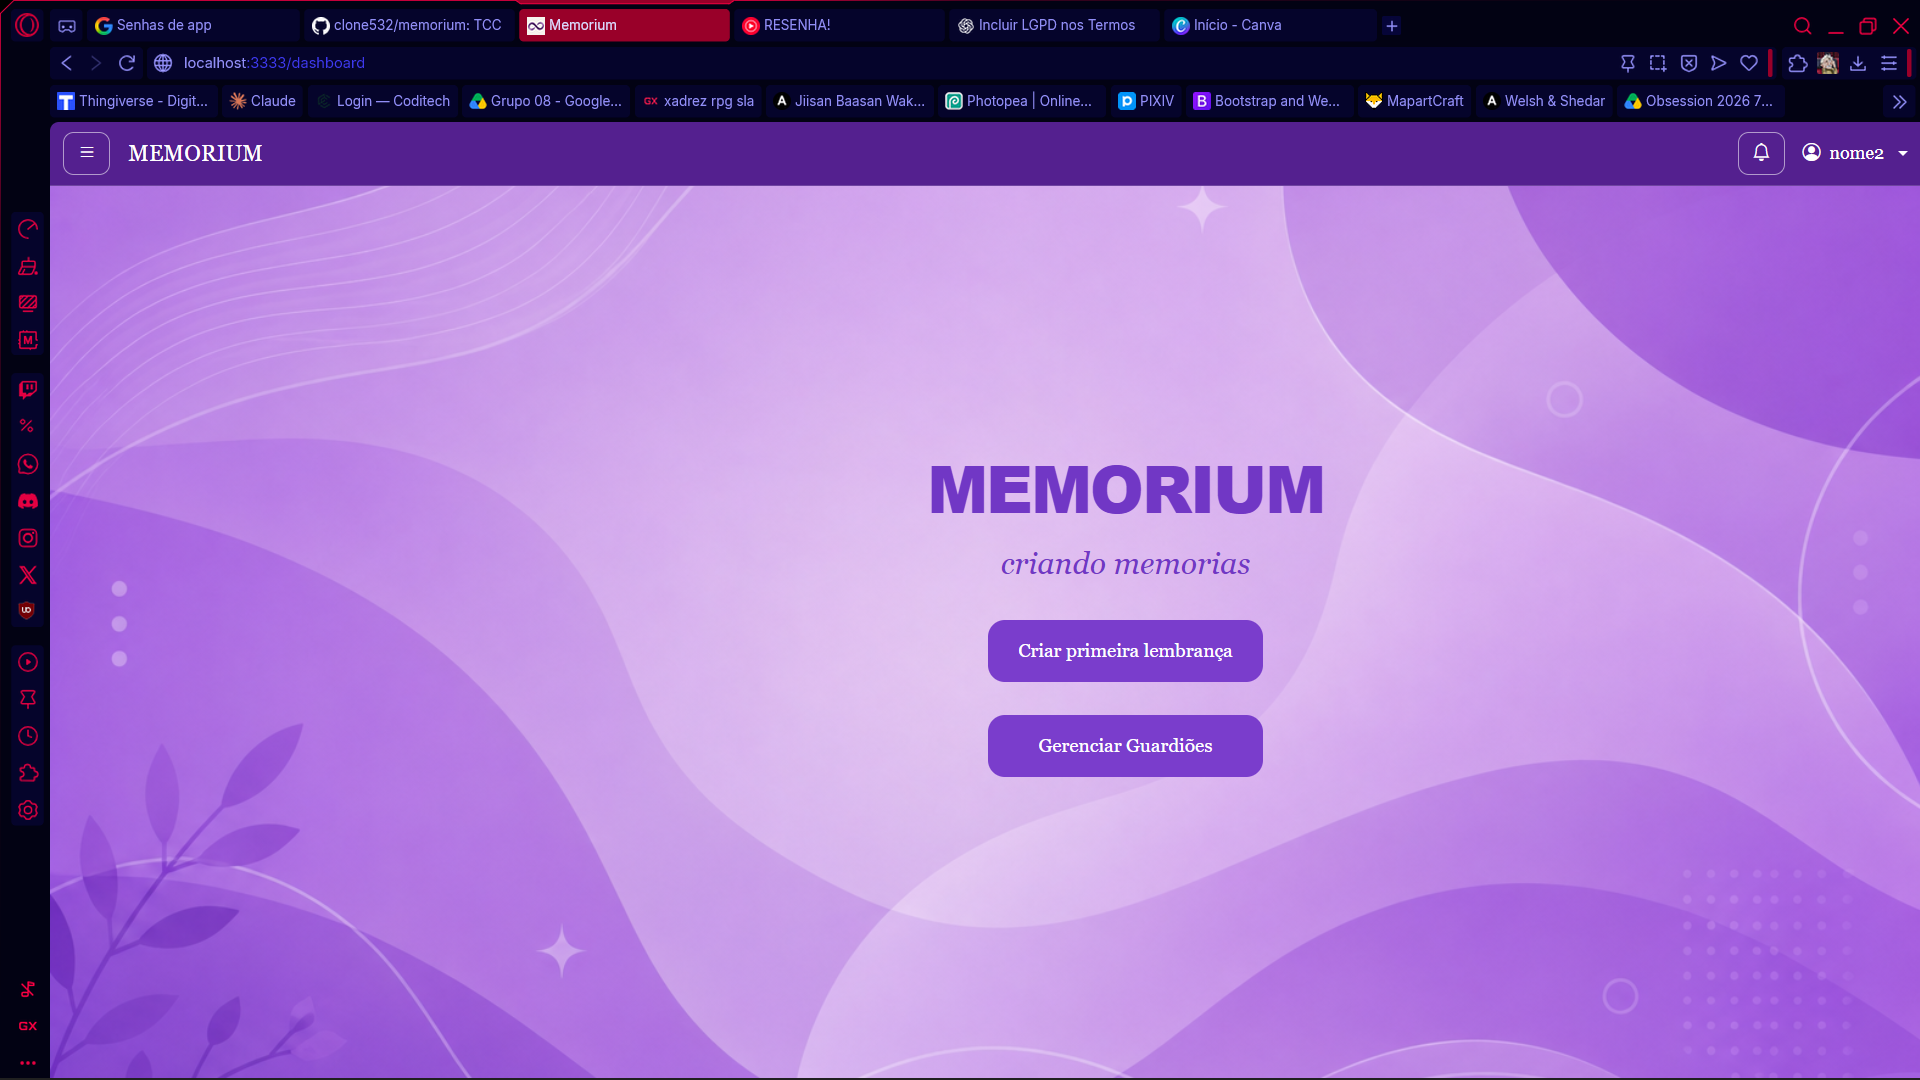 Senhas de app
clone532/memorium: TCC
Memorium
RESENHA!
Incluir LGPD nos Termos
Início - Canva
localhost:3333/dashboard
Thingiverse - Digit...
Claude
Login — Coditech
Grupo 08 - Google...
GX
xadrez rpg sla
A
Jiisan Baasan Wak...
Photopea | Online...
PIXIV
B
Bootstrap and We...
MapartCraft
A
Welsh & Shedar
Obsession 2026 7...
MEMORIUM
nome2
MEMORIUM
criando memorias
Criar primeira lembrança
Gerenciar Guardiões
M
GX